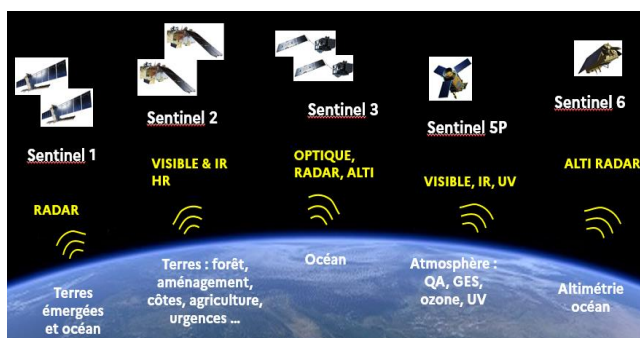 Sentinel 1
RADAR
Terres
émergées
et océan
Sentinel 2
VISIBLE & IR
HR
Terres : forêt,
aménagement,
côtes, agriculture,
urgences ...
Sentinel 3
OPTIQUE,
RADAR, ALTI
Océan
Sentinel 5P
VISIBLE, IR, UV
Atmosphère :
QA, GES,
ozone, UV
Sentinel 6
ALTI RADAR
Altimétrie
océan